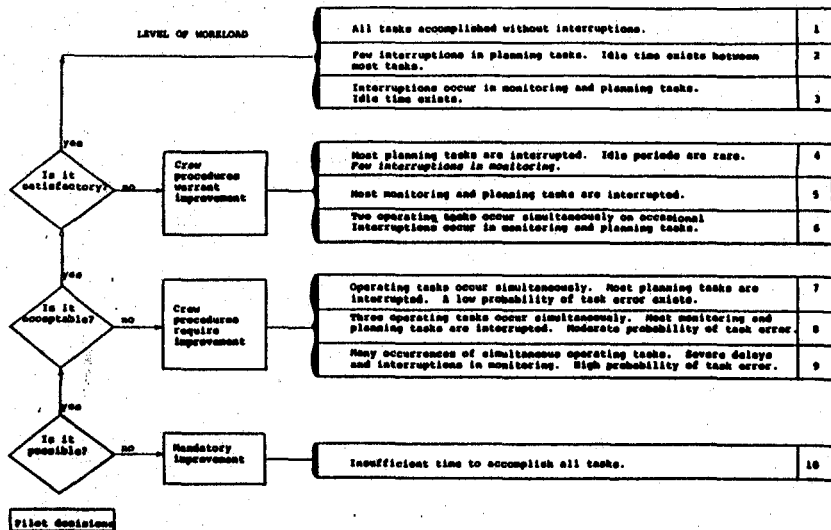 LEVEL OF WORKLOAD
All tasks accomplished without interruptions. 1
Few interruptions in planning tasks. Idle time exists between
most tasks. 2
Interruptions occur in monitoring and planning tasks.
Idle time exists. 3
yes
Is it
satisfactory?
no
Crew
procedures
warrant
improvement
Most planning tasks are interrupted. Idle periods are rare.
Few interruptions in monitoring. 4
Most monitoring and planning tasks are interrupted. 5
Two operating tasks occur simultaneously on occasional
Interruptions occur in monitoring and planning tasks. 6
yes
Is it
acceptable?
no
Crew
procedures
require
improvement
Operating tasks occur simultaneously. Most planning tasks are
interrupted. A low probability of task error exists. 7
Three operating tasks occur simultaneously. Most monitoring and
planning tasks are interrupted. Moderate probability of task error. 8
Many occurrences of simultaneous operating tasks. Severe delays
and interruptions in monitoring. High probability of task error. 9
yes
Is it
possible?
no
Mandatory
improvement
Insufficient time to accomplish all tasks. 10
Pilot decisions